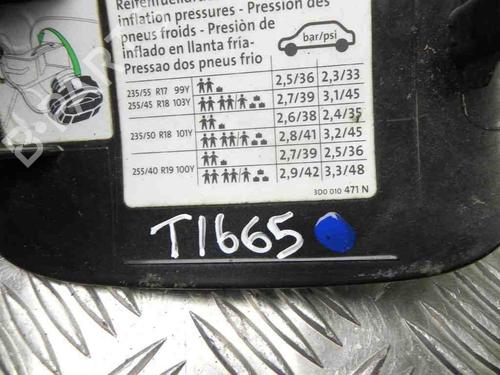 Reifenfülldruck
inflation pressures - Pression des
pneus froids - Presiòn de
inflado en llanta fría-
Pressao dos pneus frio
bar/psi
235/55 R17 99Y 2,5/36 2,3/33
255/45 R18 103Y 2,7/39 3,1/45
235/50 R18 101Y 2,6/38 2,4/35
2,8/41 3,2/45
255/40 R19 100Y 2,7/39 2,5/36
2,9/42 3,3/48
3D0 010 471 N
T1665